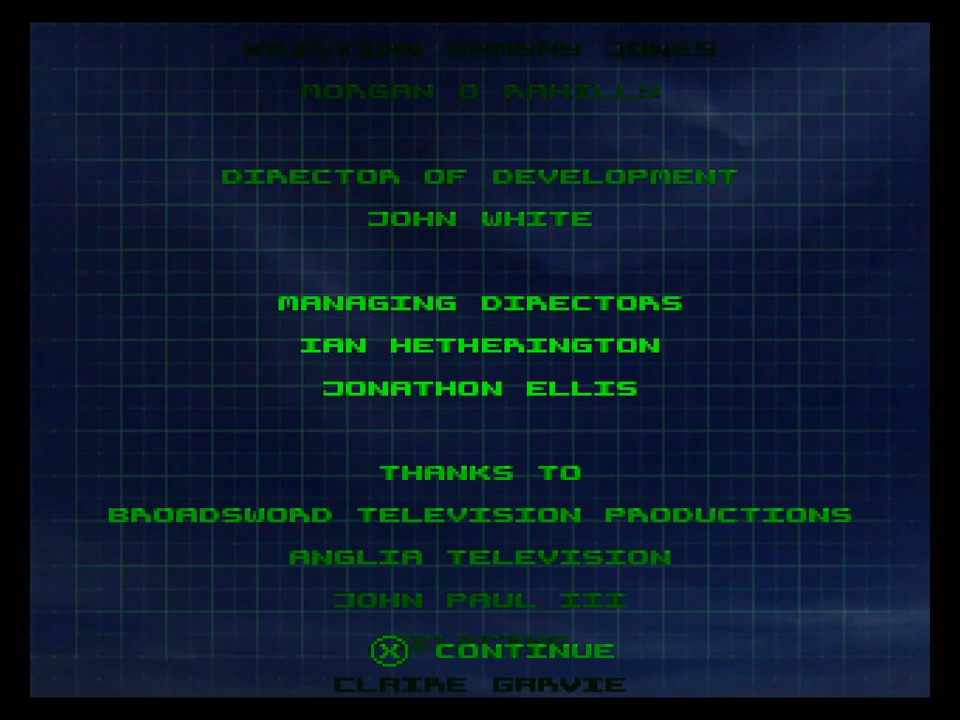 KRISTIAN RAMSAY JONES
MORGAN O RAHILLY
DIRECTOR OF DEVELOPMENT
JOHN WHITE
MANAGING DIRECTORS
IAN HETHERINGTON
JONATHON ELLIS
THANKS TO
BROADSWORD TELEVISION PRODUCTIONS
ANGLIA TELEVISION
JOHN PAUL III
X CONTINUE
CLAIRE GARVIE